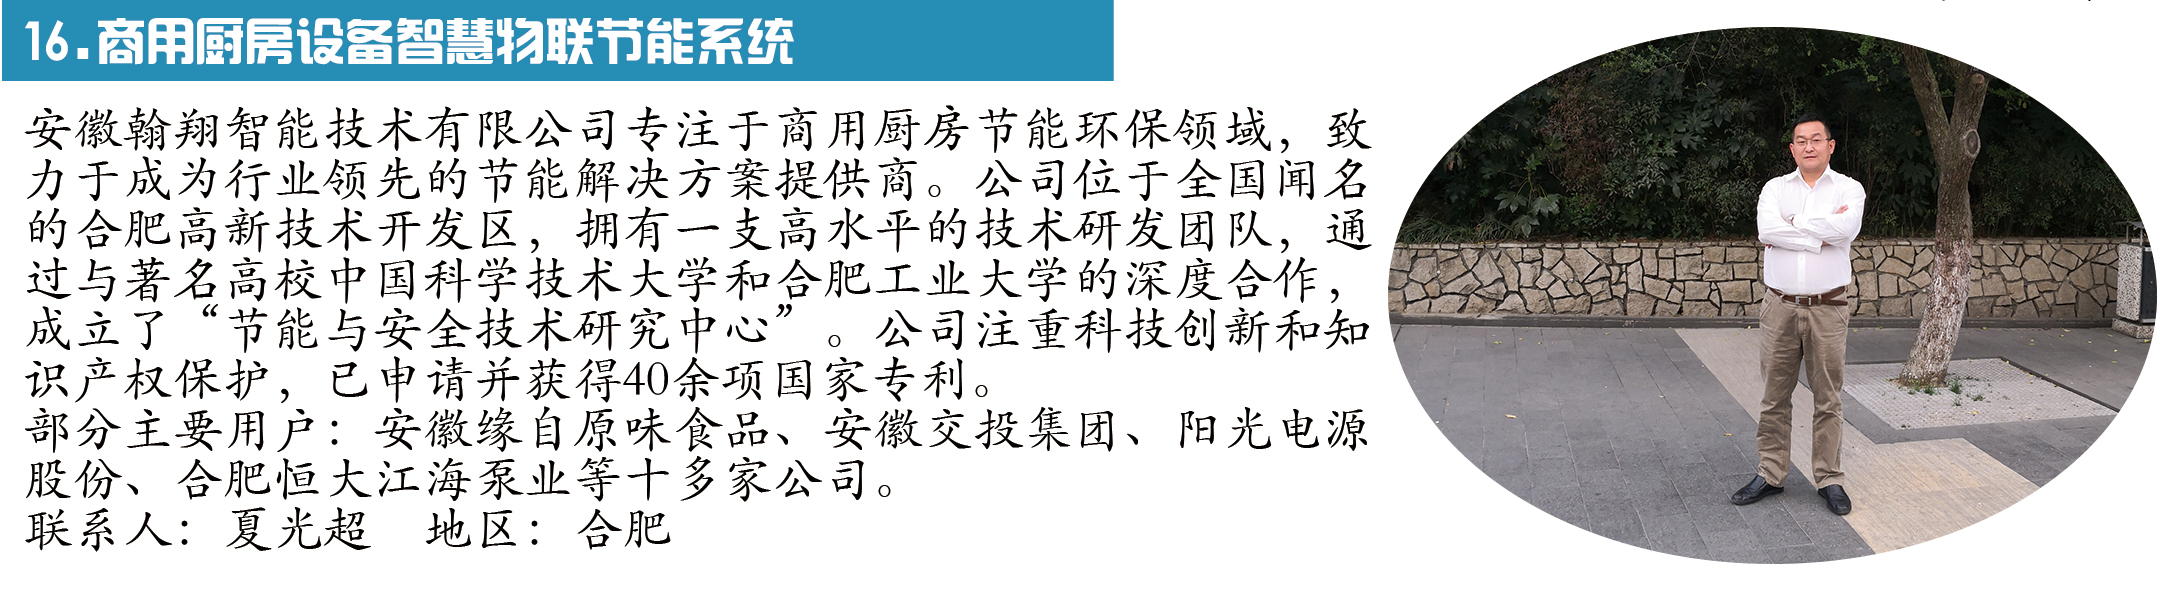 16.商用厨房设备智慧物联节能系统
安徽翰翔智能技术有限公司专注于商用厨房节能环保领域，致
力于成为行业领先的节能解决方案提供商。公司位于全国闻名
的合肥高新技术开发区，拥有一支高水平的技术研发团队，通
过与著名高校中国科学技术大学和合肥工业大学的深度合作，
成立了“节能与安全技术研究中心”。公司注重科技创新和知
识产权保护，已申请并获得40余项国家专利。
部分主要用户：安徽缘自原味食品、安徽交投集团、阳光电源
股份、合肥恒大江海泵业等十多家公司。
联系人：夏光超　地区：合肥